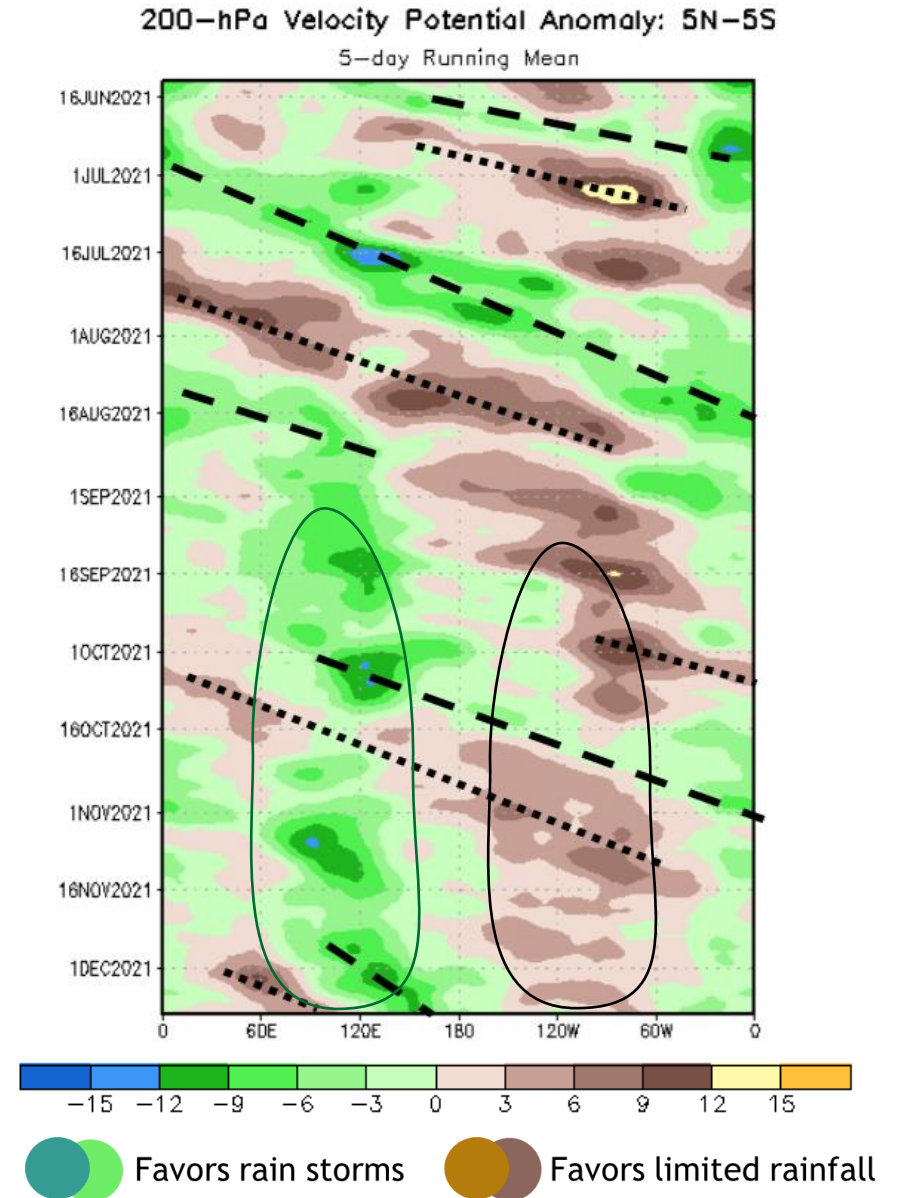 200-hPa Velocity Potential Anomaly: 5N-5S
5-day Running Mean
16JUN2021
1JUL2021
16JUL2021
1AUG2021
16AUG2021
1SEP2021
16SEP2021
1OCT2021
16OCT2021
1NOV2021
16NOV2021
1DEC2021
0 60E 120E 180 120W 60W 0
-15 -12 -9 -6 -3 0 3 6 9 12 15
Favors rain storms Favors limited rainfall